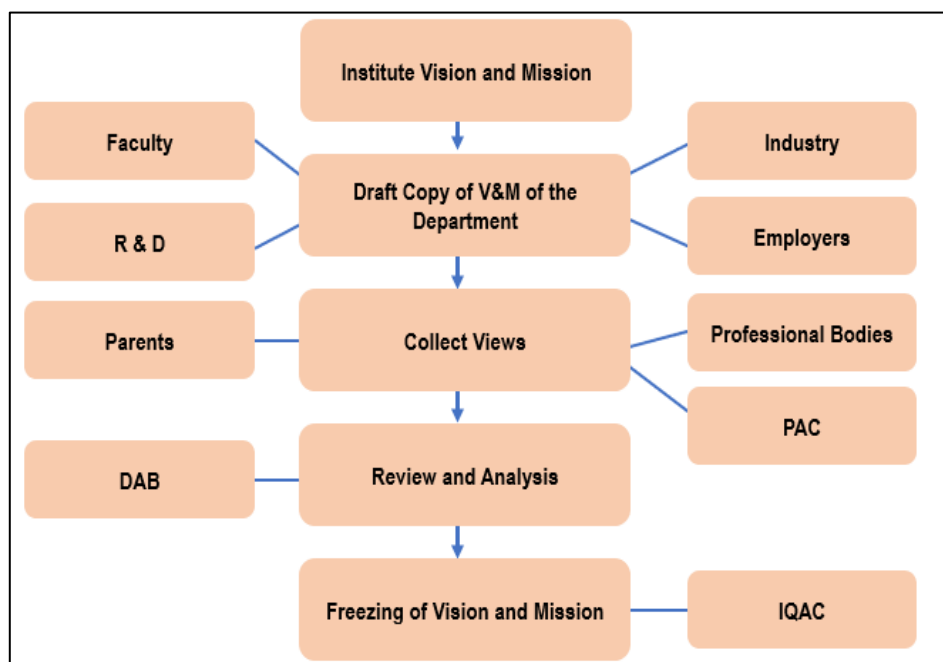 Institute Vision and Mission
Faculty
Industry
Draft Copy of V&M of the
Department
R & D
Employers
Parents
Collect Views
Professional Bodies
PAC
DAB
Review and Analysis
Freezing of Vision and Mission
IQAC